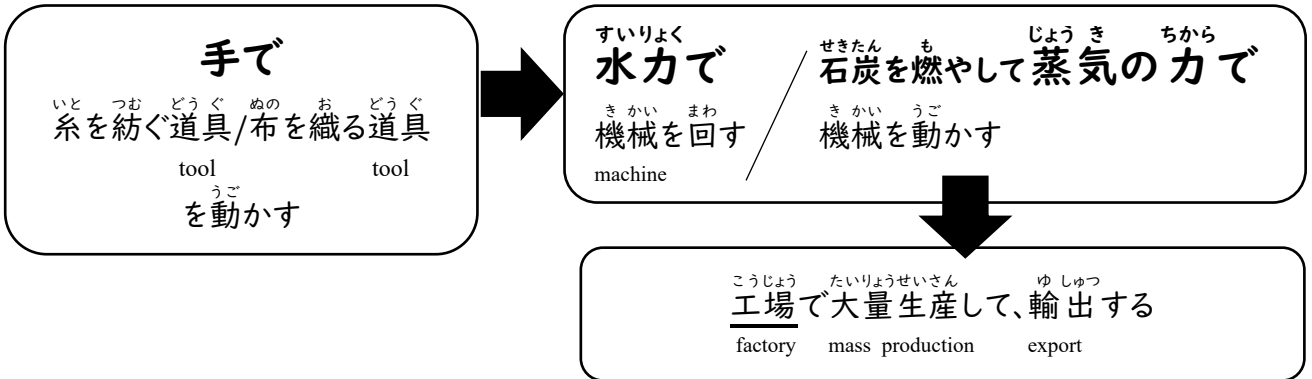 手で
いと つむ どう ぐ ぬの お どう ぐ
糸を紡ぐ道具/布を織る道具
tool tool
うご
を動かす
すいりょく
水力で
き かい まわ
機械を回す
machine
せきたん も じょう き ちから
石炭を燃やして蒸気の力で
き かい うご
機械を動かす
こうじょう たいりょうせいさん ゆ しゅつ
工場で大量生産して、輸出する
factory mass production export